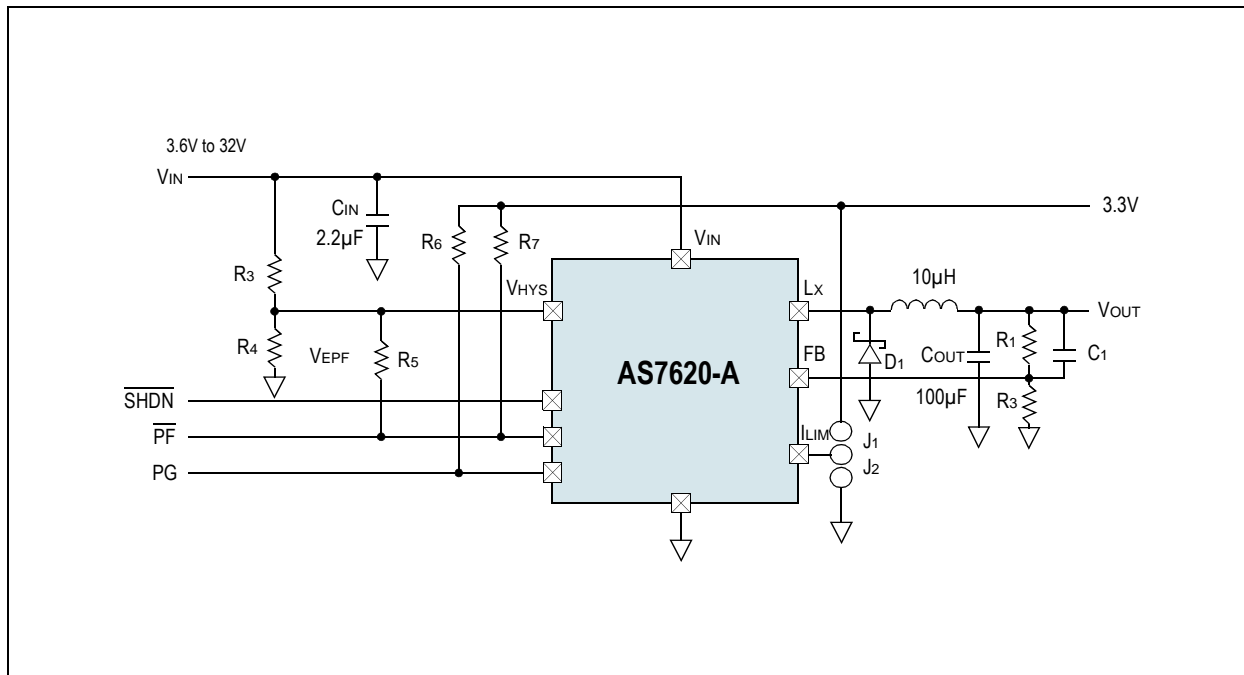 3.6V to 32V
VIN
CIN
2.2µF
R6
R7
VIN
3.3V
R3
VHYS
LX
10µH
VOUT
R4
VEPF
R5
AS7620-A
FB
D1
COUT
100µF
R1
C1
R3
SHDN
PF
PG
ILIM
J1
J2